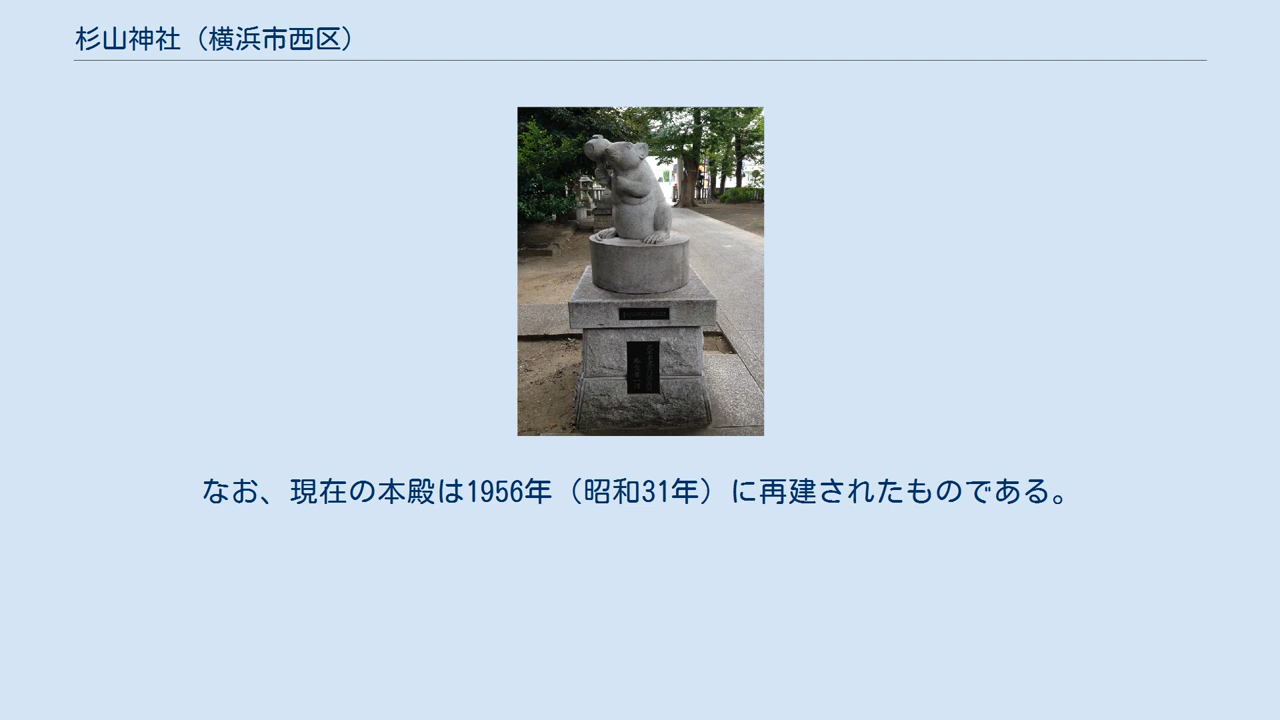 杉山神社（横浜市西区）
なお、現在の本殿は1956年（昭和31年）に再建されたものである。